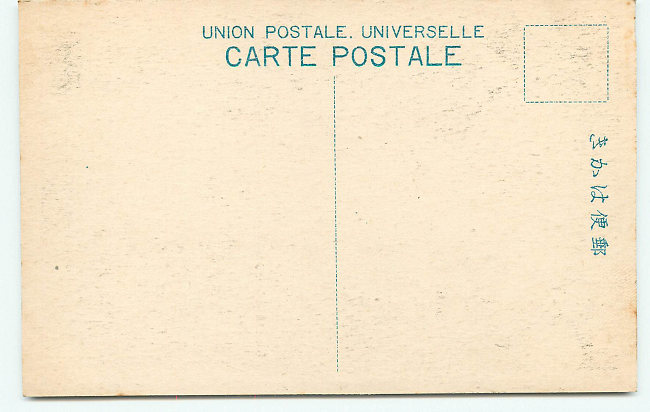 UNION POSTALE. UNIVERSELLE
CARTE POSTALE
郵便はかき